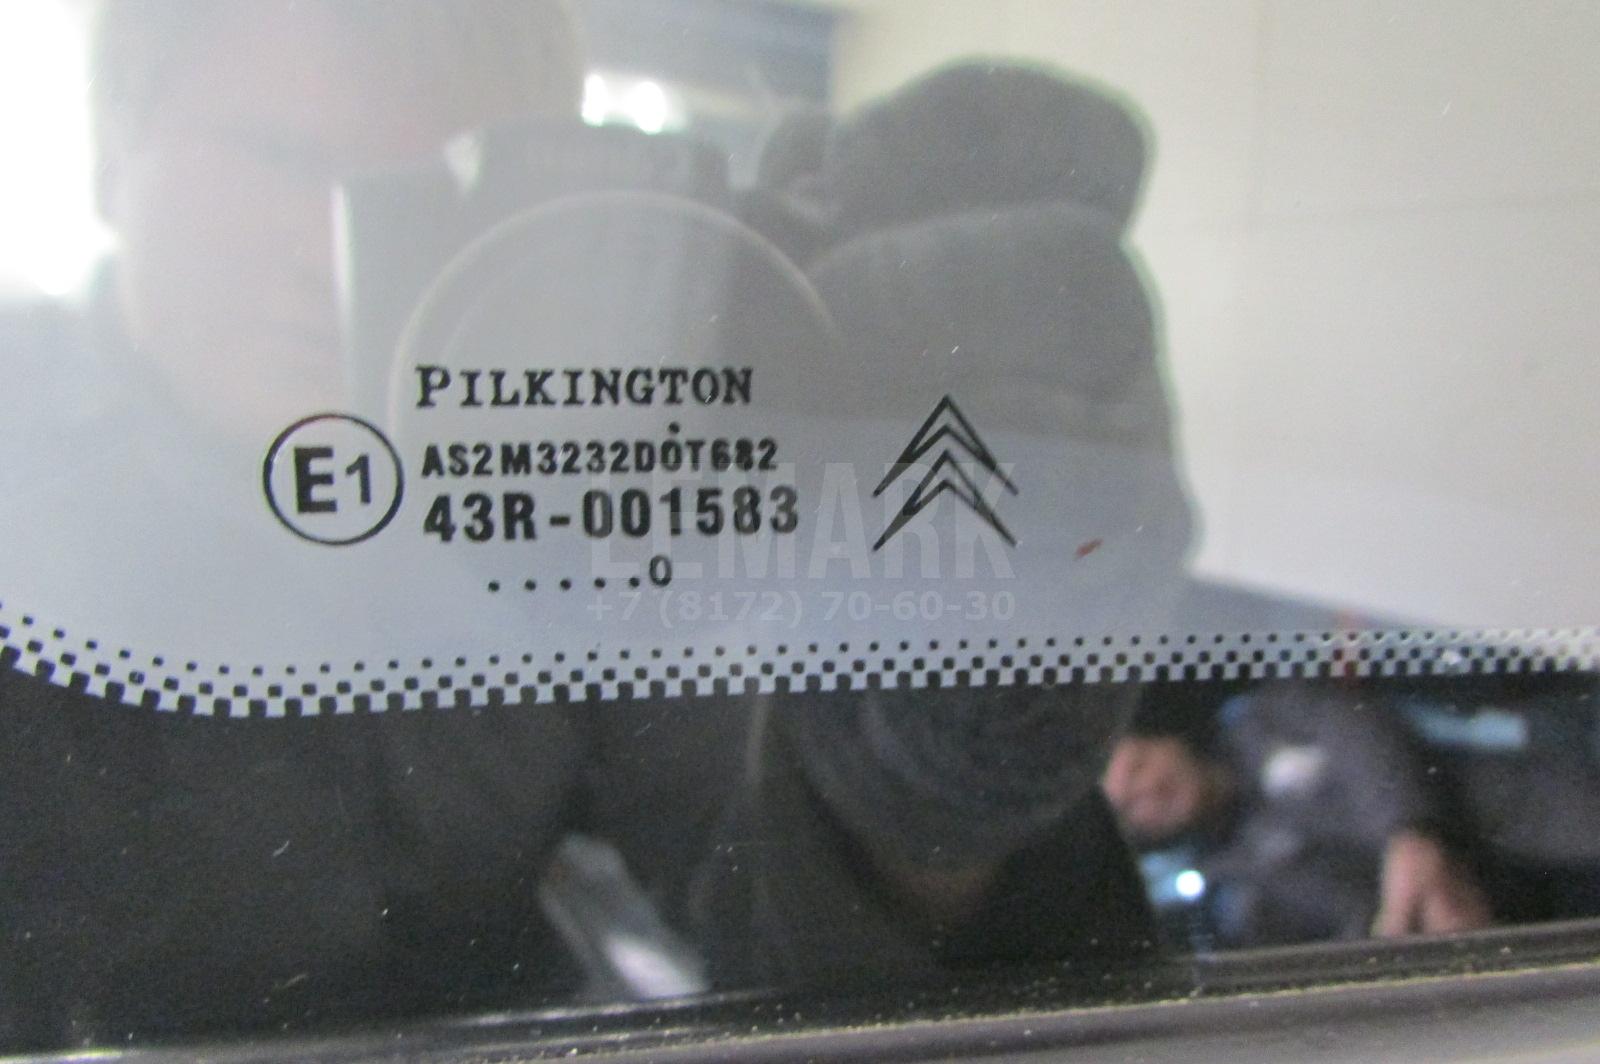 PILKINGTON
E1
AS2M3232DOT682
43R-001583
.....0
LEMARK
+7 (8172) 70-60-30